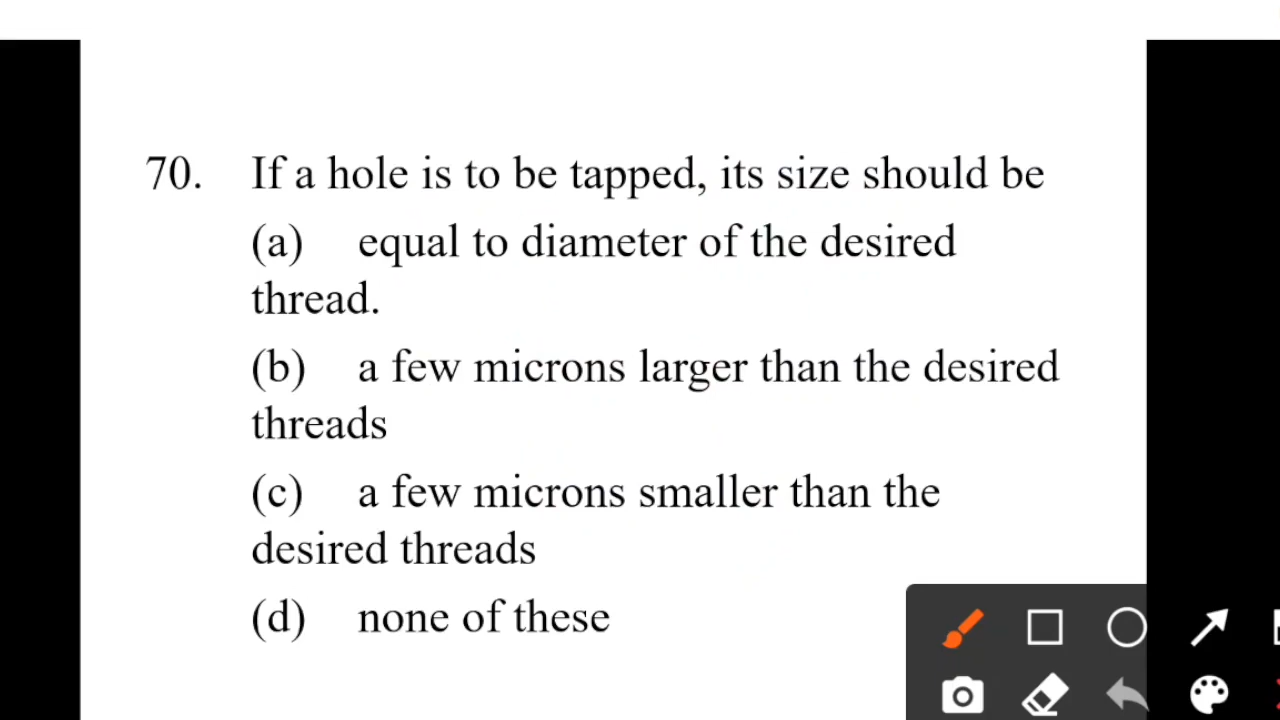 70. If a hole is to be tapped, its size should be
(a) equal to diameter of the desired
thread.
(b) a few microns larger than the desired
threads
(c) a few microns smaller than the
desired threads
(d) none of these